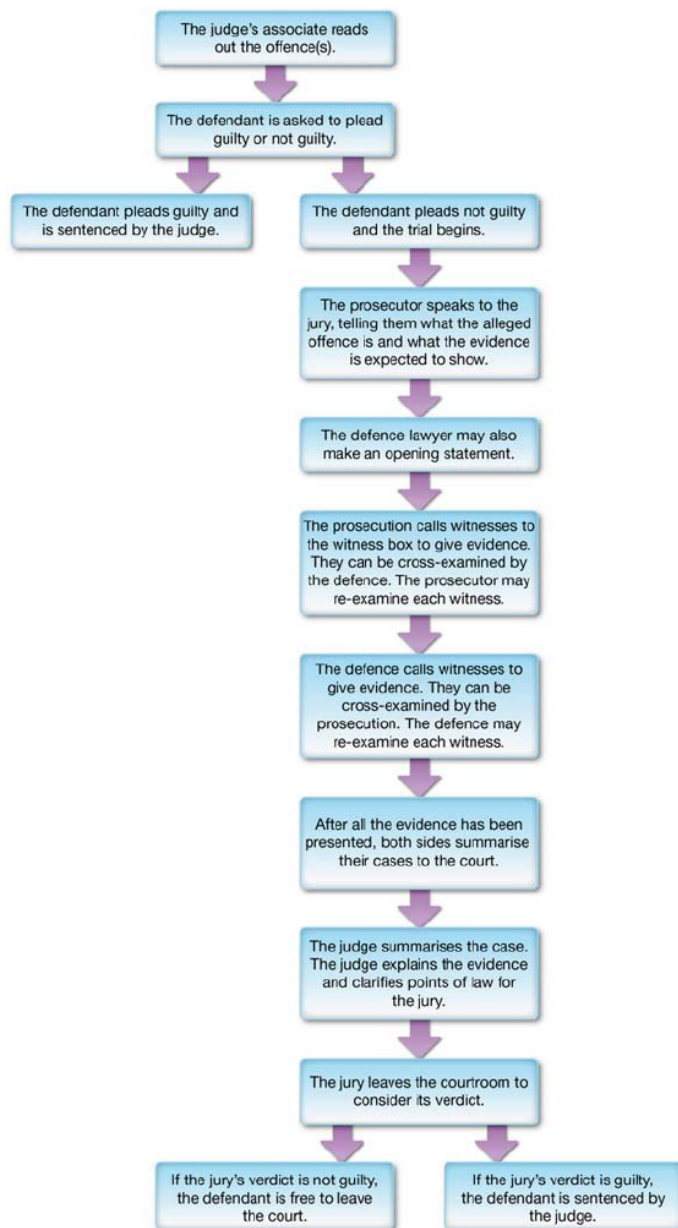 The judge's associate reads
out the offence(s).
The defendant is asked to plead
guilty or not guilty.
The defendant pleads guilty and
is sentenced by the judge.
The defendant pleads not guilty
and the trial begins.
The prosecutor speaks to the
jury, telling them what the alleged
offence is and what the evidence
is expected to show.
The defence lawyer may also
make an opening statement.
The prosecution calls witnesses to
the witness box to give evidence.
They can be cross-examined by
the defence. The prosecutor may
re-examine each witness.
The defence calls witnesses to
give evidence. They can be
cross-examined by the
prosecution. The defence may
re-examine each witness.
After all the evidence has been
presented, both sides summarise
their cases to the court.
The judge summarises the case.
The judge explains the evidence
and clarifies points of law for
the jury.
The jury leaves the courtroom to
consider its verdict.
If the jury's verdict is not guilty,
the defendant is free to leave
the court.
If the jury's verdict is guilty,
the defendant is sentenced by
the judge.